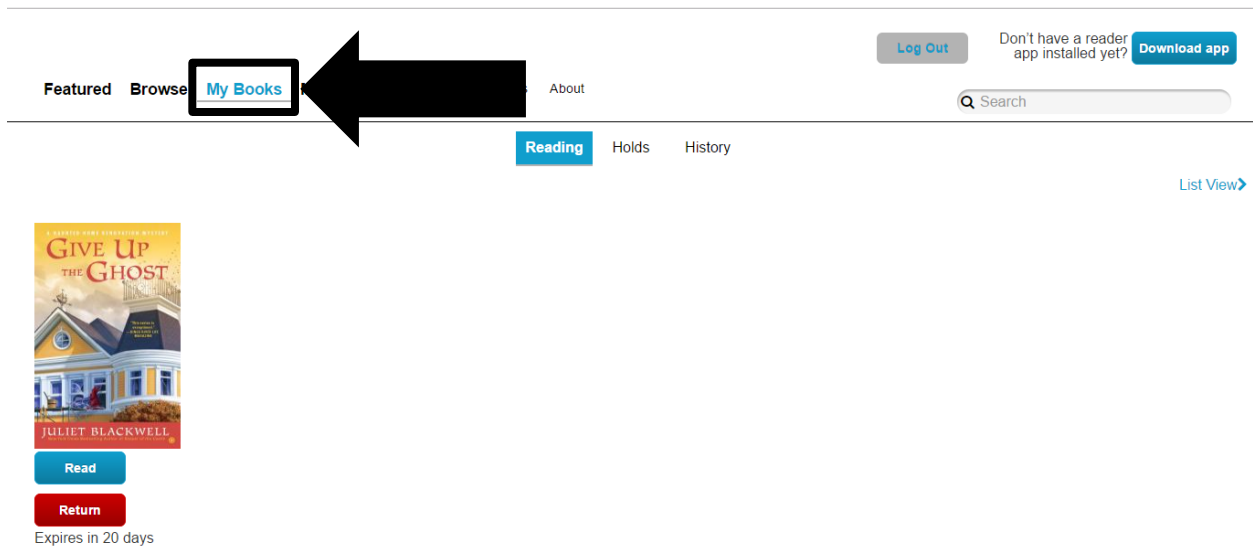 Log Out
Don't have a reader
app installed yet?
Download app
Featured Browse My Books About
Search
Reading Holds History
List View
A HAUNTED HOME RENOVATION MYSTERY
GIVE UP
THE GHOST
JULIET BLACKWELL
Read
Return
Expires in 20 days